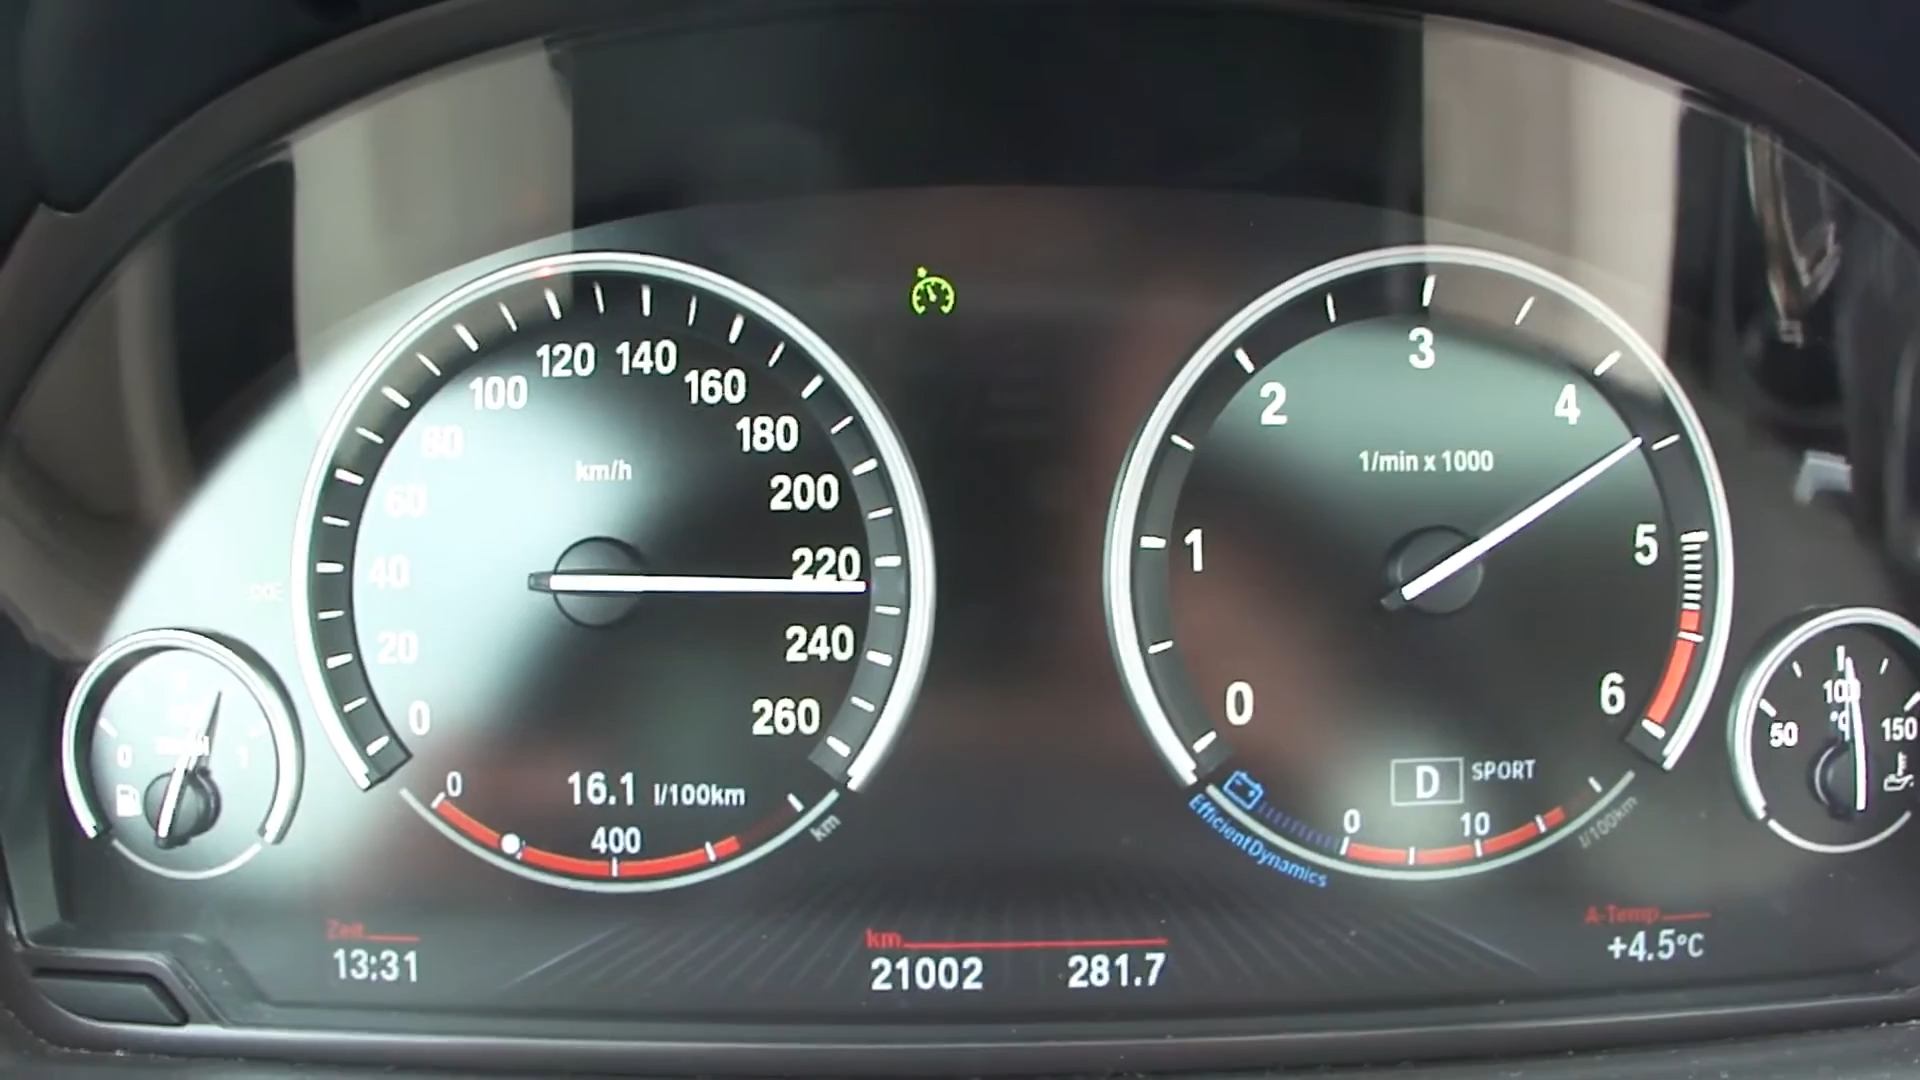 120 140
100 160
80 180
km/h
60 200
40 220
20 240
0 260
0 16.1 l/100km
400
km
3
2 4
1/min x 1000
1 5
0 6
D SPORT
0 10
l/100km
EfficientDynamics
0 1
50 100 150
°C
Zeit
13:31
km
21002 281.7
A-Temp
+4.5°C